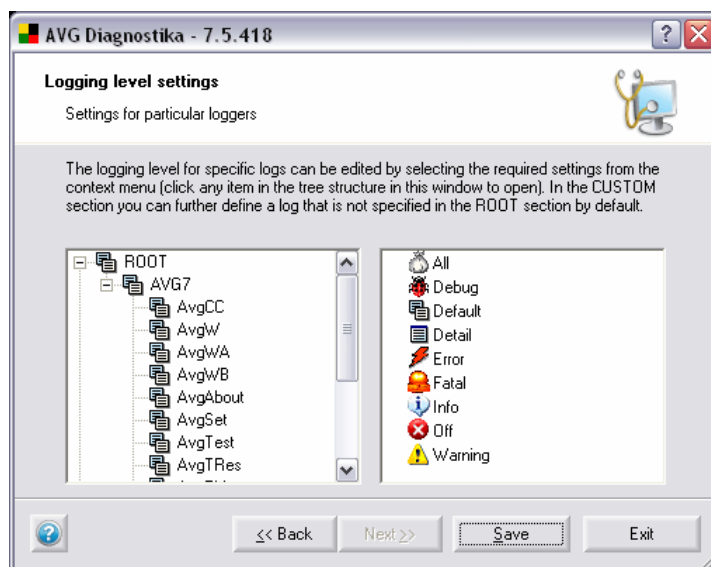 AVG Diagnostika - 7.5.418
Logging level settings
Settings for particular loggers
The logging level for specific logs can be edited by selecting the required settings from the
context menu (click any item in the tree structure in this window to open). In the CUSTOM
section you can further define a log that is not specified in the ROOT section by default.
ROOT
AVG7
AvgCC
AvgW
AvgWA
AvgWB
AvgAbout
AvgSet
AvgTest
AvgTRes
All
Debug
Default
Detail
Error
Fatal
Info
Off
Warning
<< Back
Next >>
Save
Exit